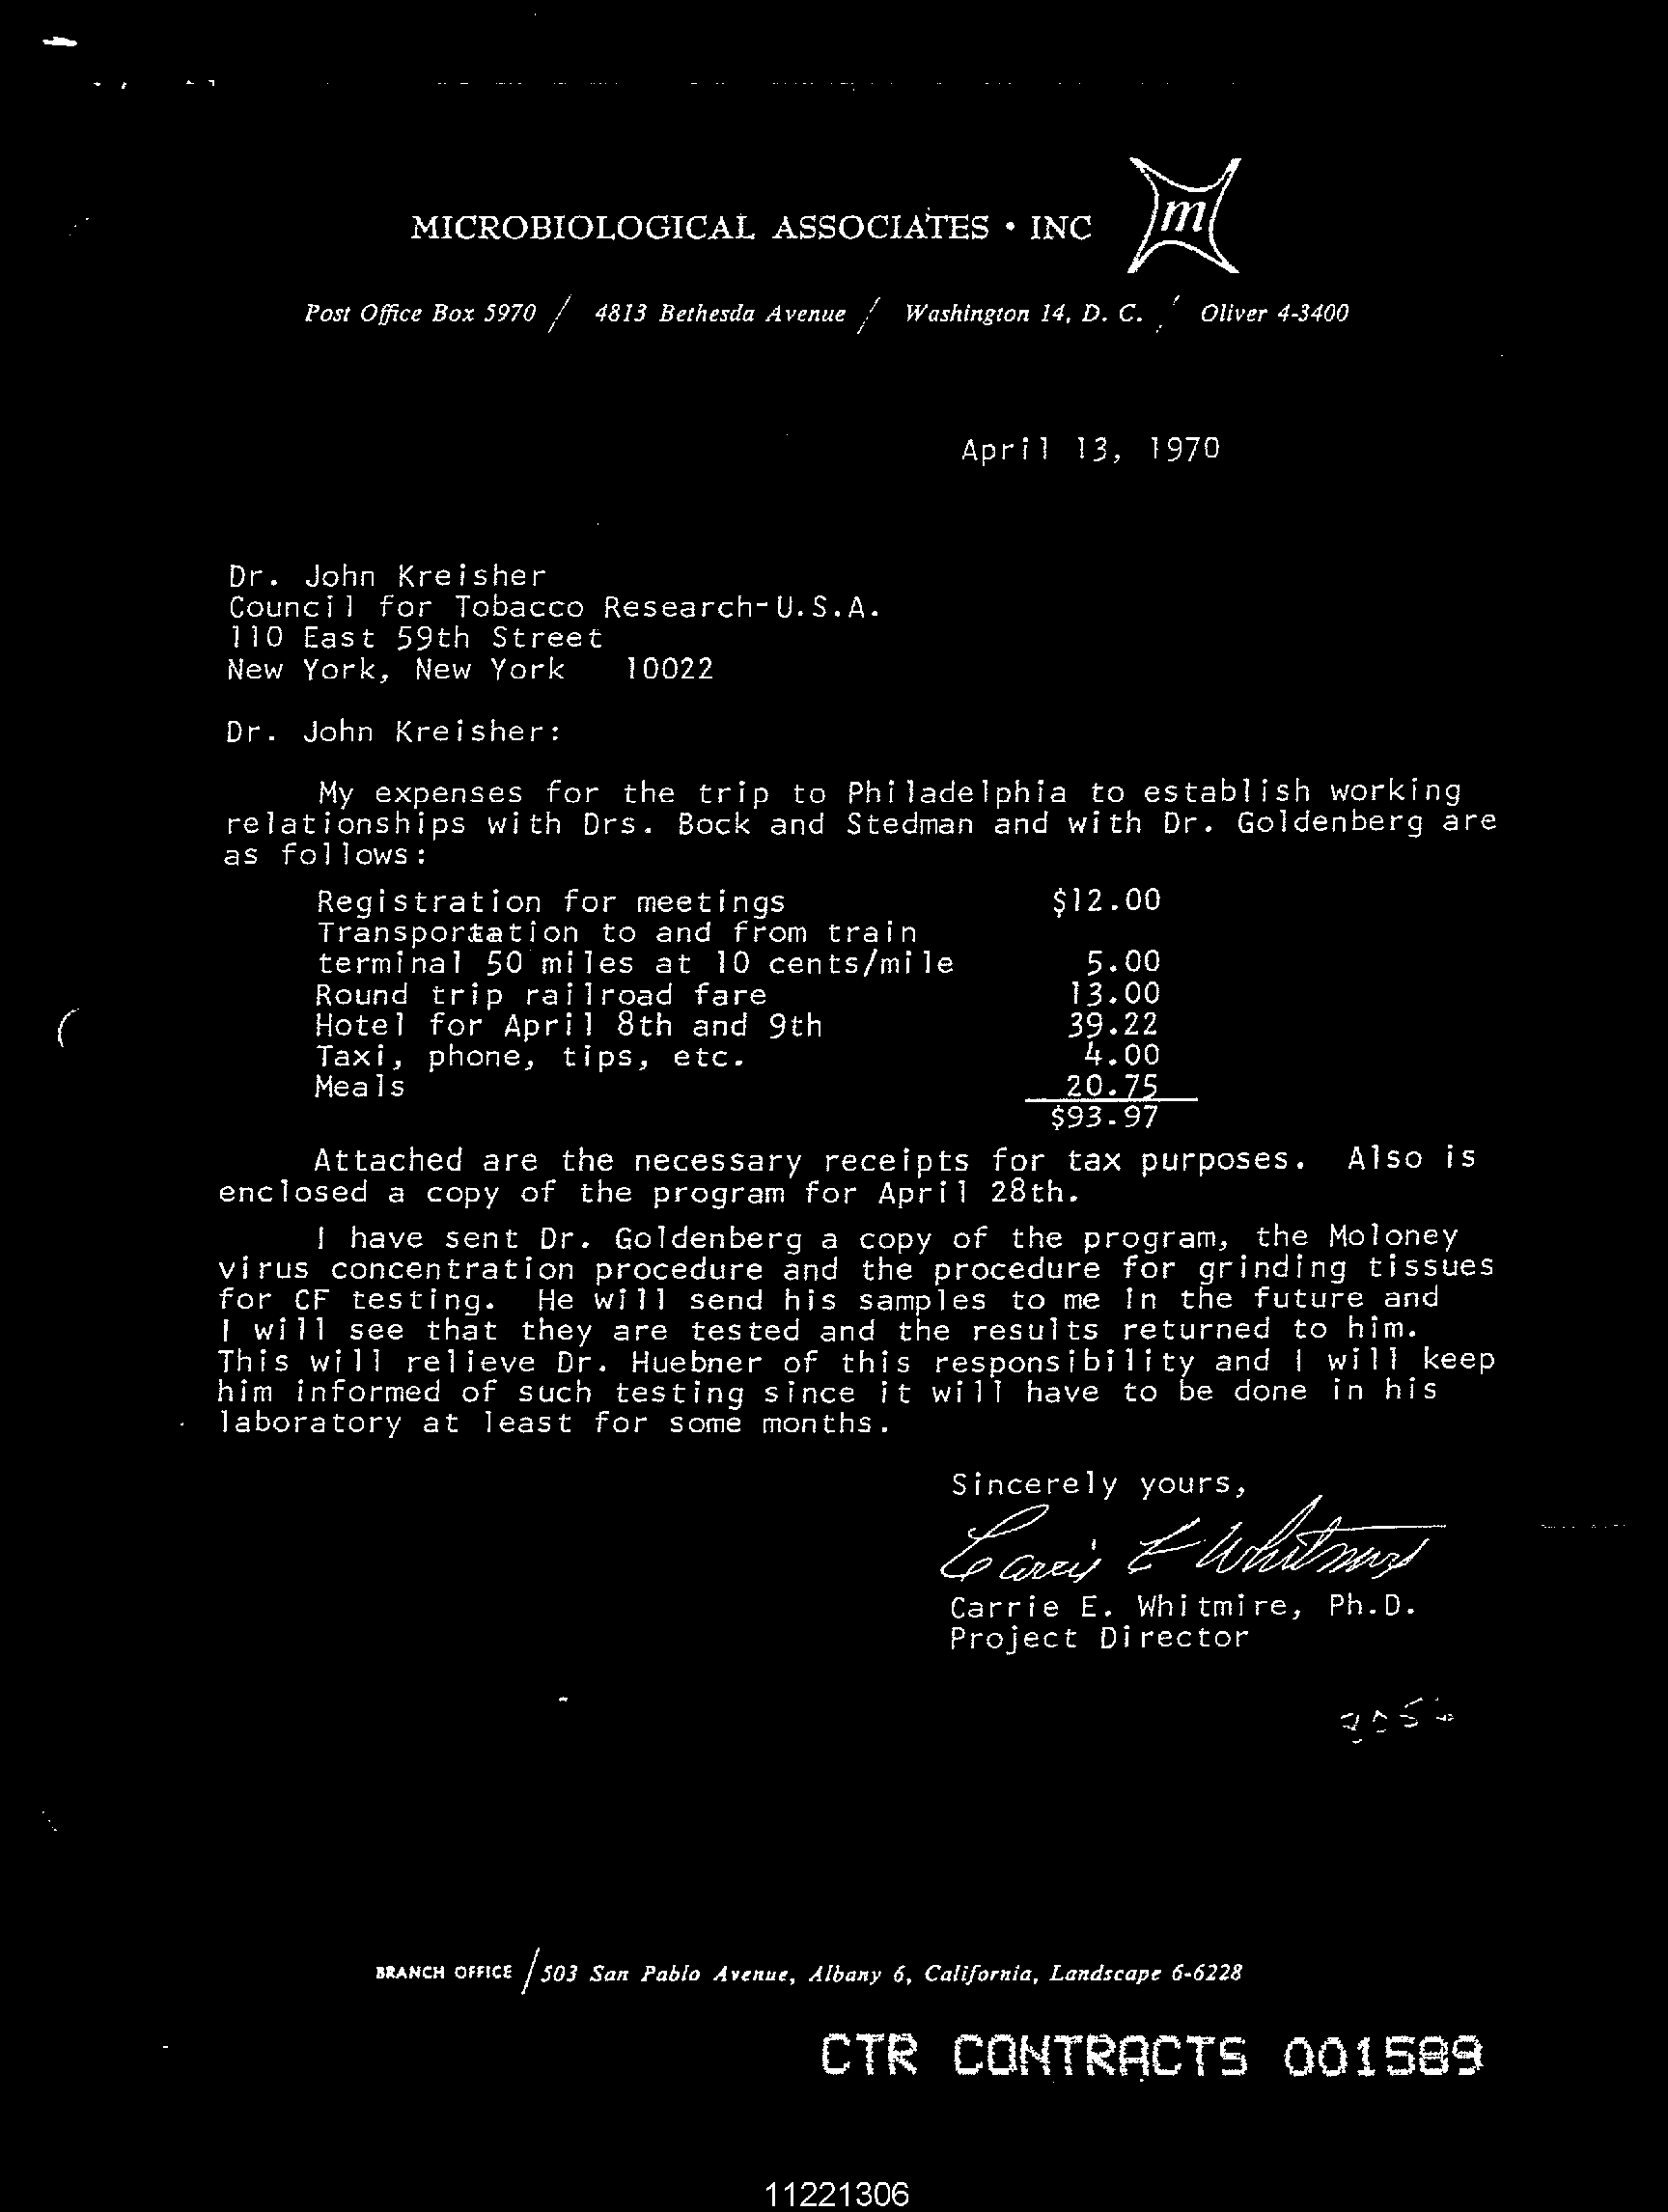 MICROBIOLOGICAL ASSOCIATES • INC
m
Post Office Box 5970 / 4813 Bethesda Avenue / Washington 14, D. C. / Oliver 4-3400
April 13, 1970
Dr. John Kreisher
Council for Tobacco Research-U.S.A.
110 East 59th Street
New York, New York 10022
Dr. John Kreisher:
My expenses for the trip to Philadelphia to establish working
relationships with Drs. Bock and Stedman and with Dr. Goldenberg are
as follows:
Registration for meetings $12.00
Transportation to and from train
terminal 50 miles at 10 cents/mile 5.00
Round trip railroad fare 13.00
Hotel for April 8th and 9th 39.22
Taxi, phone, tips, etc. 4.00
Meals 20.75
$93.97
Attached are the necessary receipts for tax purposes. Also is
enclosed a copy of the program for April 28th.
I have sent Dr. Goldenberg a copy of the program, the Moloney
virus concentration procedure and the procedure for grinding tissues
for CF testing. He will send his samples to me in the future and
I will see that they are tested and the results returned to him.
This will relieve Dr. Huebner of this responsibility and I will keep
him informed of such testing since it will have to be done in his
laboratory at least for some months.
Sincerely yours,
Carrie E Whitmire
Carrie E. Whitmire, Ph.D.
Project Director
BRANCH OFFICE / 503 San Pablo Avenue, Albany 6, California, Landscape 6-6228
CTR CONTRACTS 001589
11221306